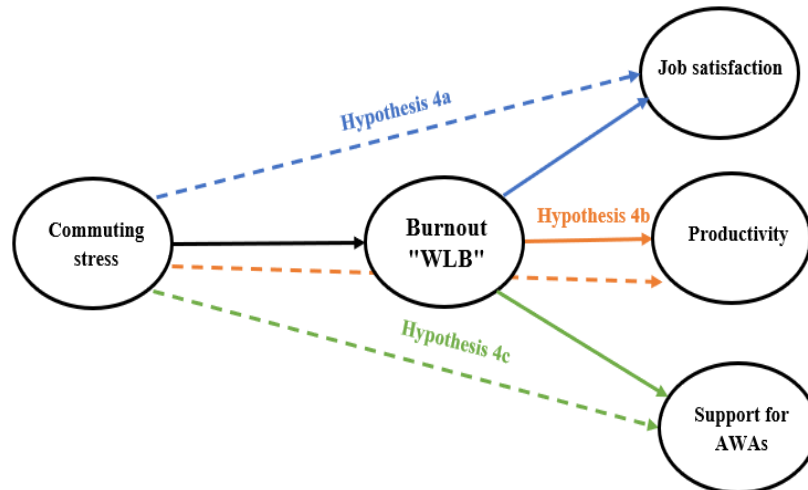 Job satisfaction
Hypothesis 4a
Commuting
stress
Burnout
"WLB"
Hypothesis 4b
Productivity
Hypothesis 4c
Support for
AWAs